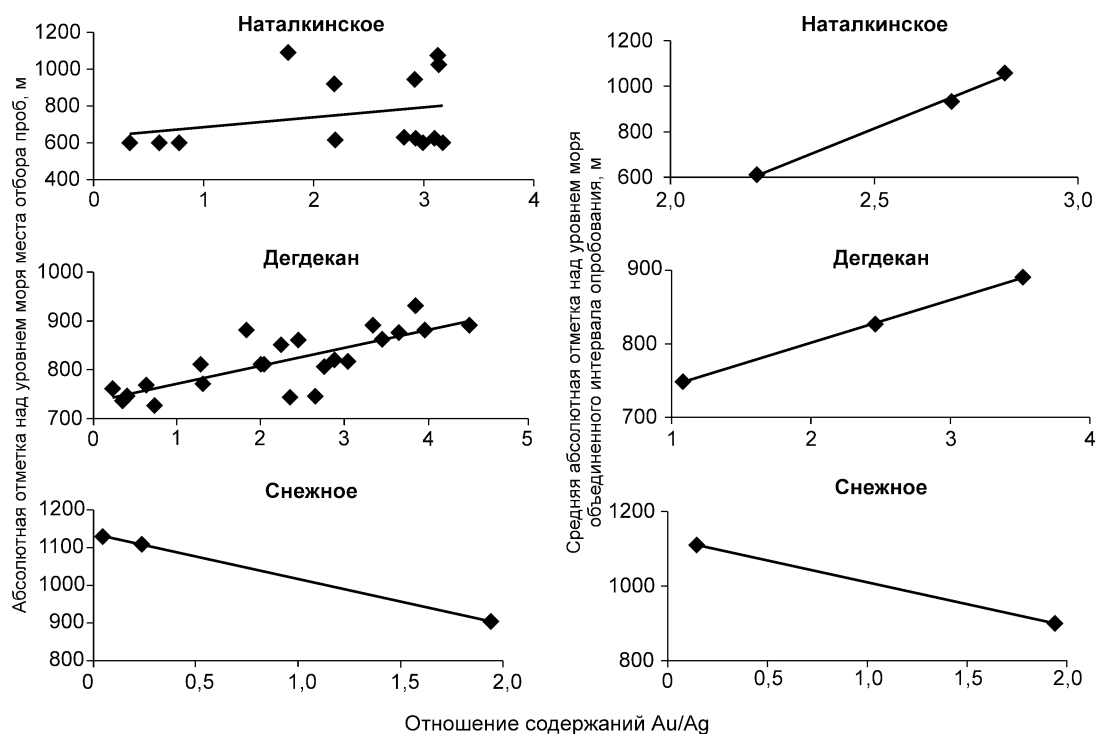 Абсолютная отметка над уровнем моря места отбора проб, м
Наталкинское
1200
1000
800
600
400
0 1 2 3 4
Дегдекан
1000
900
800
700
0 1 2 3 4 5
Снежное
1200
1100
1000
900
800
0 0,5 1,0 1,5 2,0
Средняя абсолютная отметка над уровнем моря
объединенного интервала опробования, м
Наталкинское
1200
1000
800
600
2,0 2,5 3,0
Дегдекан
900
800
700
1 2 3 4
Снежное
1200
1000
800
0 0,5 1,0 1,5 2,0
Отношение содержаний Au/Ag